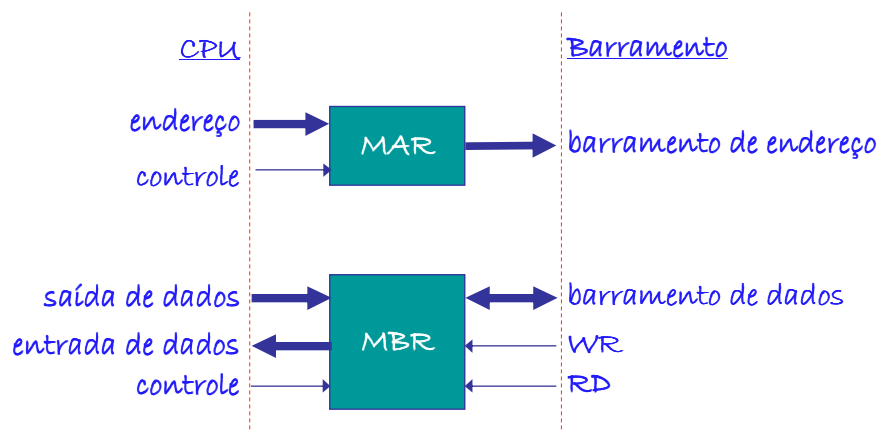 CPU
Barramento
endereço
MAR
barramento de endereço
controle
saída de dados
barramento de dados
entrada de dados
MBR
WR
controle
RD